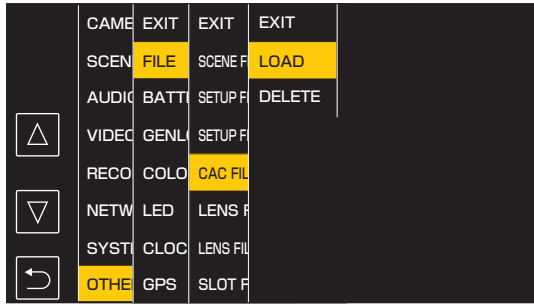 CAME
SCEN
AUDI
VIDE
RECO
NETW
SYST
OTHE
EXIT
FILE
BATT
GENL
COLO
LED
CLOC
GPS
EXIT
SCENE F
SETUP F
SETUP F
CAC FIL
LENS F
LENS FIL
SLOT F
EXIT
LOAD
DELETE